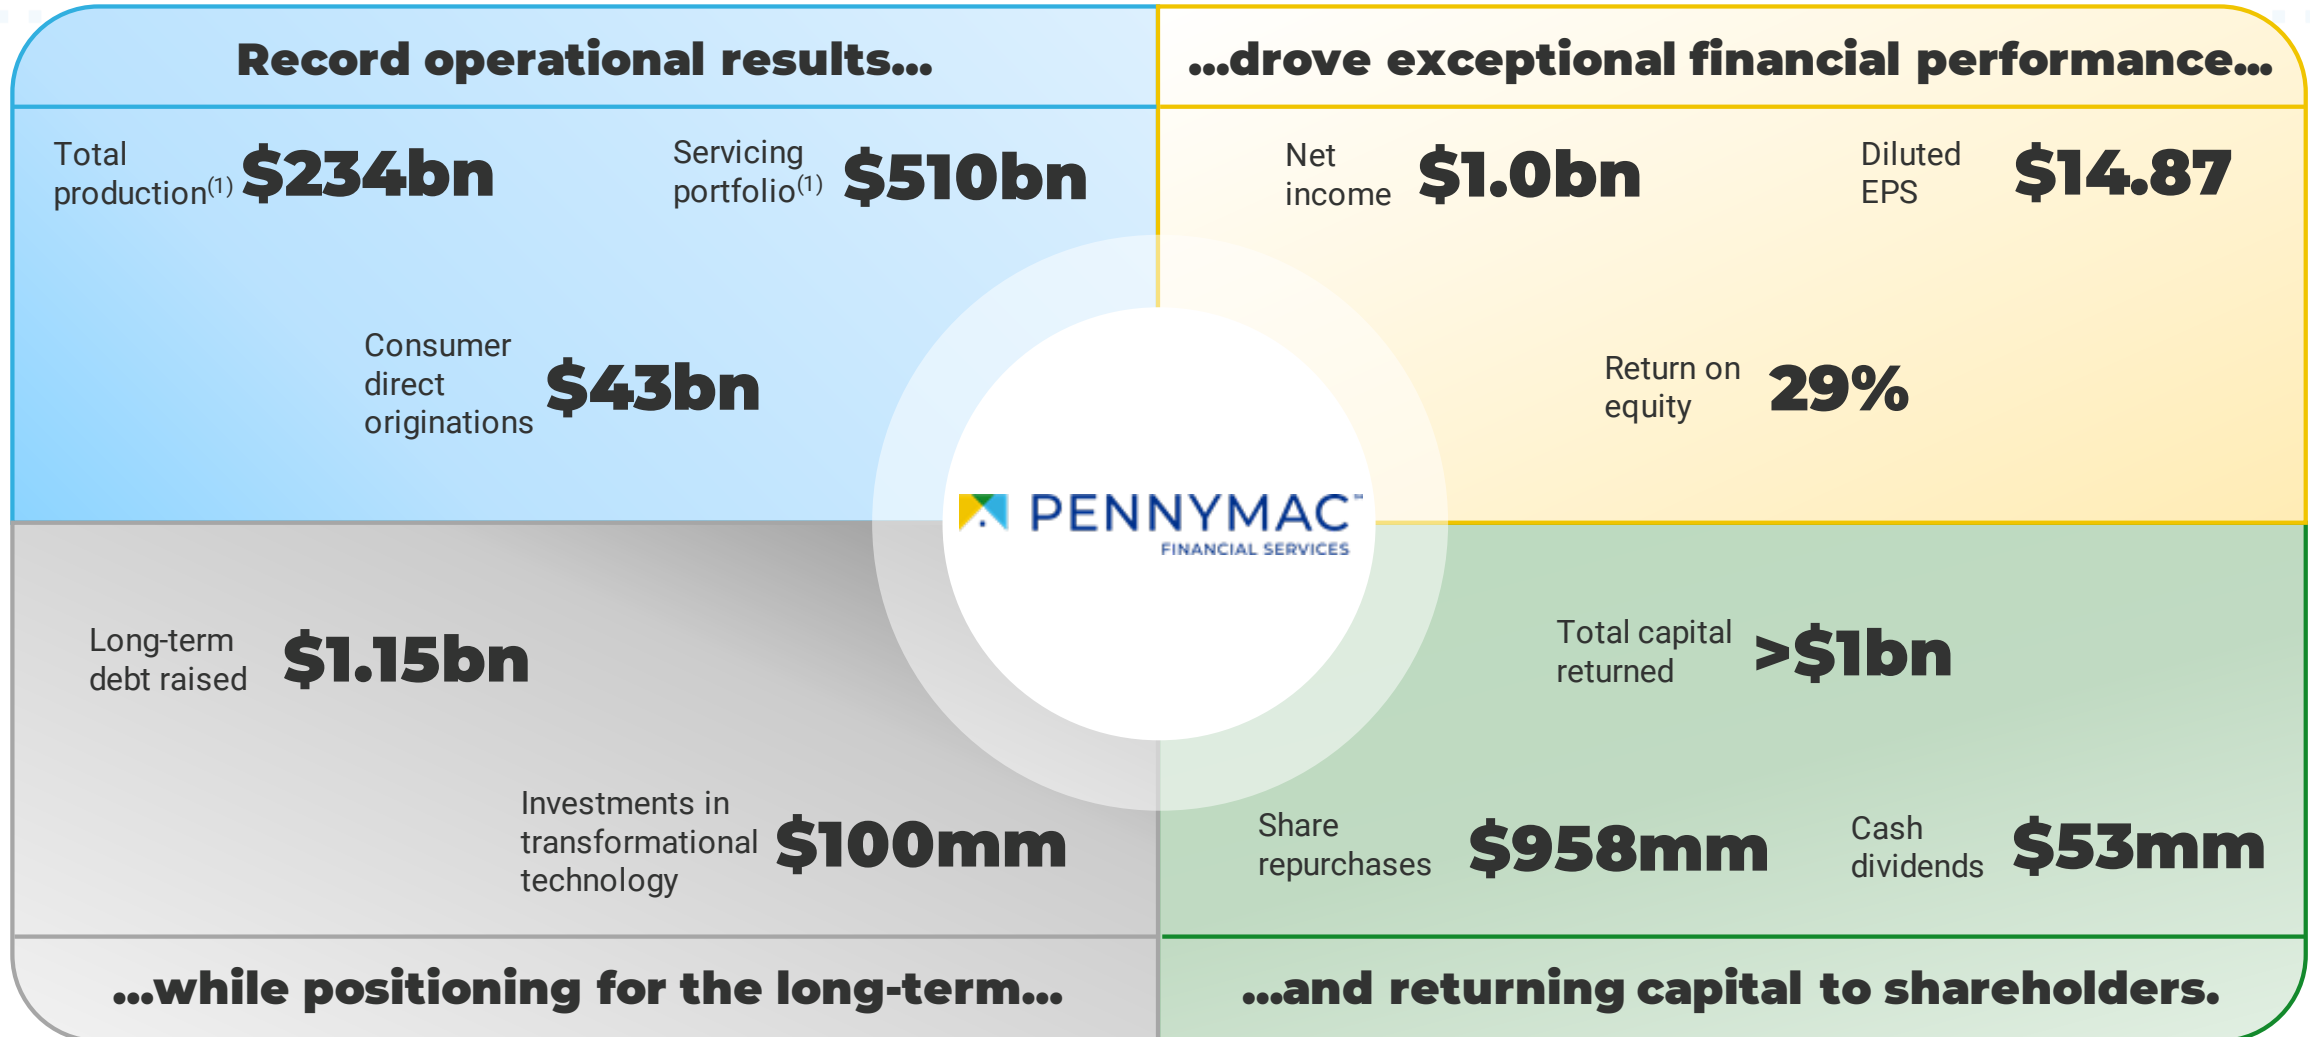 Record operational results...
Total
production(1) $234bn
Servicing
portfolio(1) $510bn
Consumer
direct
originations $43bn
...drove exceptional financial performance...
Net
income $1.0bn
Diluted
EPS $14.87
Return on
equity 29%
PENNYMAC℠
FINANCIAL SERVICES
Long-term
debt raised $1.15bn
Investments in
transformational
technology $100mm
...while positioning for the long-term...
Total capital
returned >$1bn
Share
repurchases $958mm
Cash
dividends $53mm
...and returning capital to shareholders.